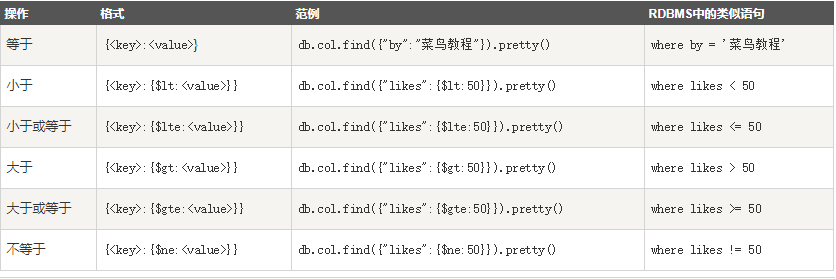 操作 格式 范例 RDBMS中的类似语句
等于 {<key>:<value>} db.col.find({"by":"菜鸟教程"}).pretty() where by = '菜鸟教程'
小于 {<key>:{$lt:<value>}} db.col.find({"likes":{$lt:50}}).pretty() where likes < 50
小于或等于 {<key>:{$lte:<value>}} db.col.find({"likes":{$lte:50}}).pretty() where likes <= 50
大于 {<key>:{$gt:<value>}} db.col.find({"likes":{$gt:50}}).pretty() where likes > 50
大于或等于 {<key>:{$gte:<value>}} db.col.find({"likes":{$gte:50}}).pretty() where likes >= 50
不等于 {<key>:{$ne:<value>}} db.col.find({"likes":{$ne:50}}).pretty() where likes != 50